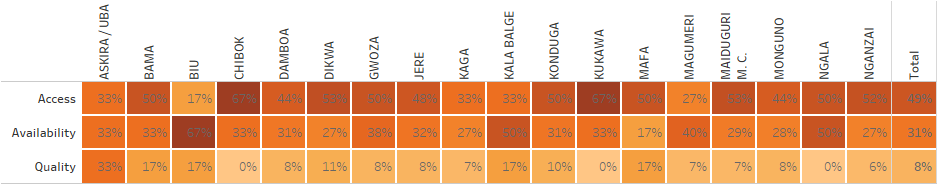 ASKIRA / UBA BAMA BIU CHIBOK DAMBOA DIKWA GWOZA JERE KAGA KALA BALGE KONDUGA KUKAWA MAFA MAGUMERI MAIDUGURI M. C. MONGUNO NGALA NGANZAI Total
Access 33% 50% 17% 67% 44% 53% 50% 48% 33% 33% 50% 67% 50% 27% 53% 44% 50% 52% 49%
Availability 33% 33% 67% 33% 31% 27% 38% 32% 27% 50% 31% 33% 17% 40% 29% 28% 50% 27% 31%
Quality 33% 17% 17% 0% 8% 11% 8% 8% 7% 17% 10% 0% 17% 7% 7% 8% 0% 6% 8%